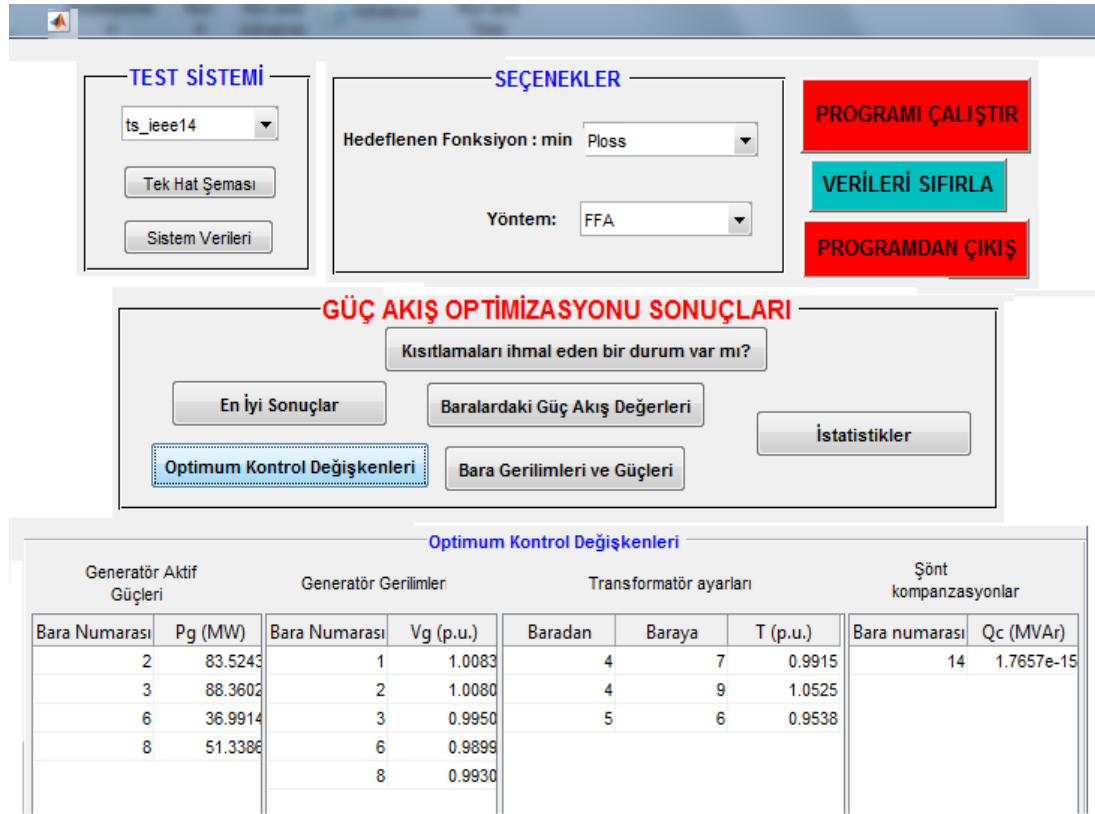 TEST SİSTEMİ
ts_ieee14
Tek Hat Şeması
Sistem Verileri
SEÇENEKLER
Hedeflenen Fonksiyon : min Ploss
Yöntem: FFA
PROGRAMI ÇALIŞTIR
VERİLERİ SIFIRLA
PROGRAMDAN ÇIKIŞ
GÜÇ AKIŞ OPTİMİZASYONU SONUÇLARI
Kısıtlamaları ihmal eden bir durum var mı?
En İyi Sonuçlar
Baralardaki Güç Akış Değerleri
İstatistikler
Optimum Kontrol Değişkenleri
Bara Gerilimleri ve Güçleri
Optimum Kontrol Değişkenleri
Generatör Aktif
Güçleri
Generatör Gerilimleri
Transformatör ayarları
Şönt
kompanzasyonlar
Bara Numarası Pg (MW) Bara Numarası Vg (p.u.) Baradan Baraya T (p.u.) Bara numarası Qc (MVAr)
2 83.5243 1 1.0083 4 7 0.9915 14 1.7657e-15
3 88.3602 2 1.0080 4 9 1.0525
6 36.9914 3 0.9950 5 6 0.9538
8 51.3386 6 0.9899
8 0.9930